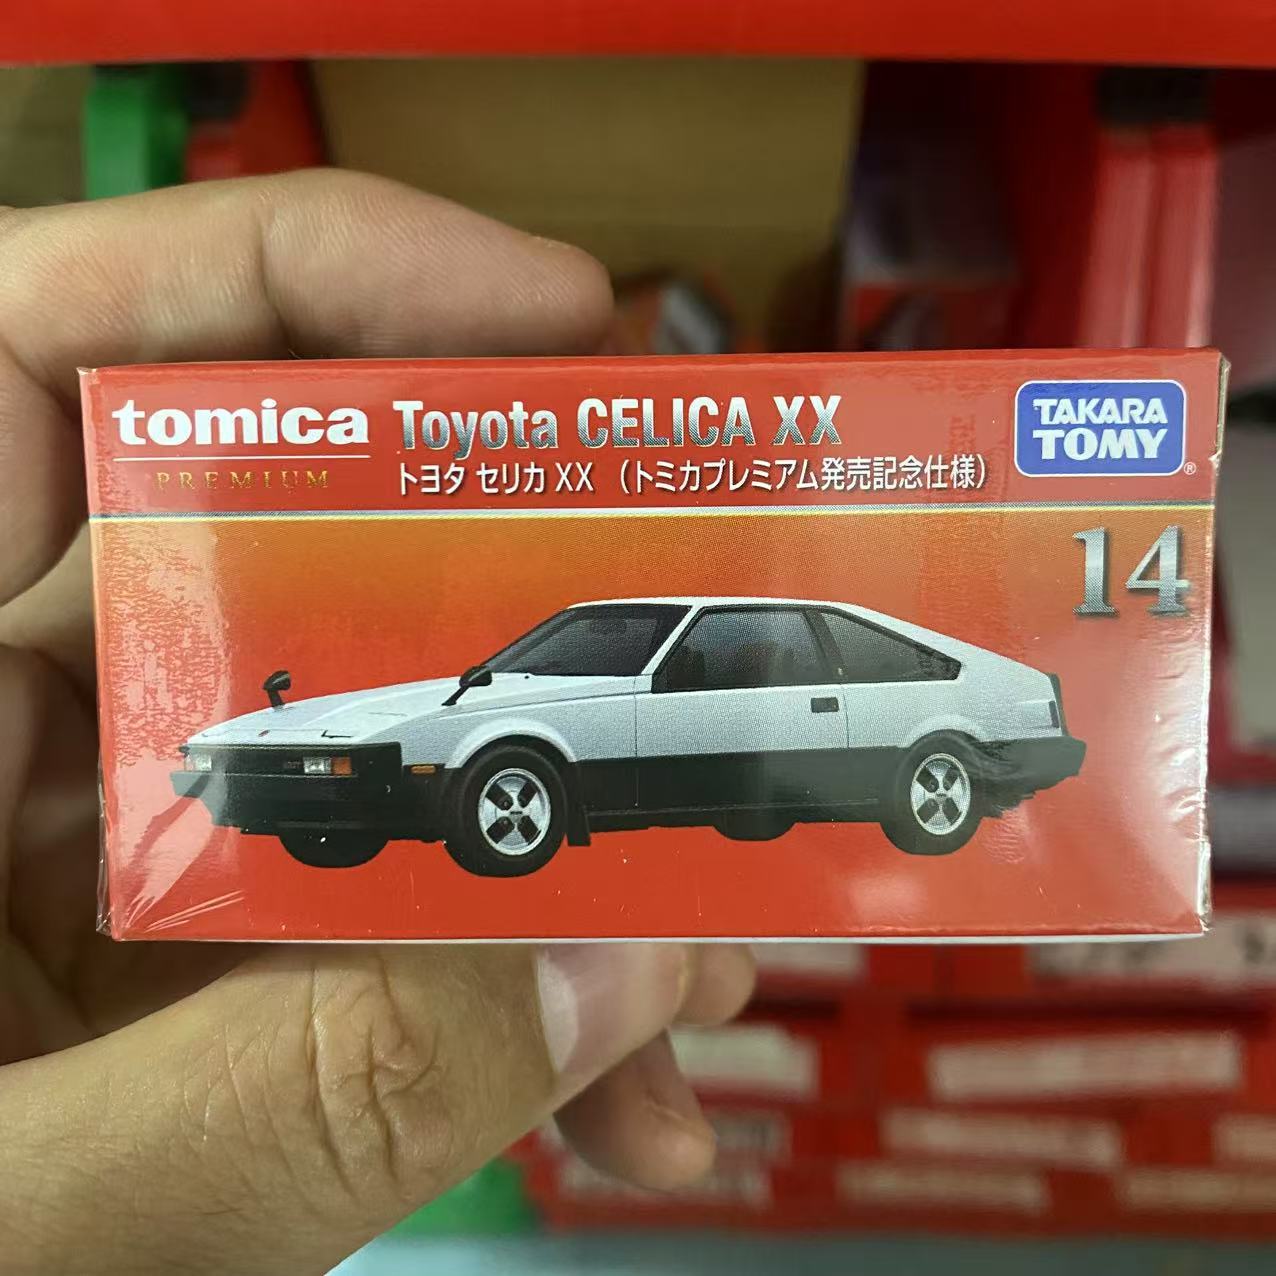 tomica
PREMIUM
Toyota CELICA XX
トヨタ セリカ XX （トミカプレミアム発売記念仕様）
TAKARA
TOMY
®
14